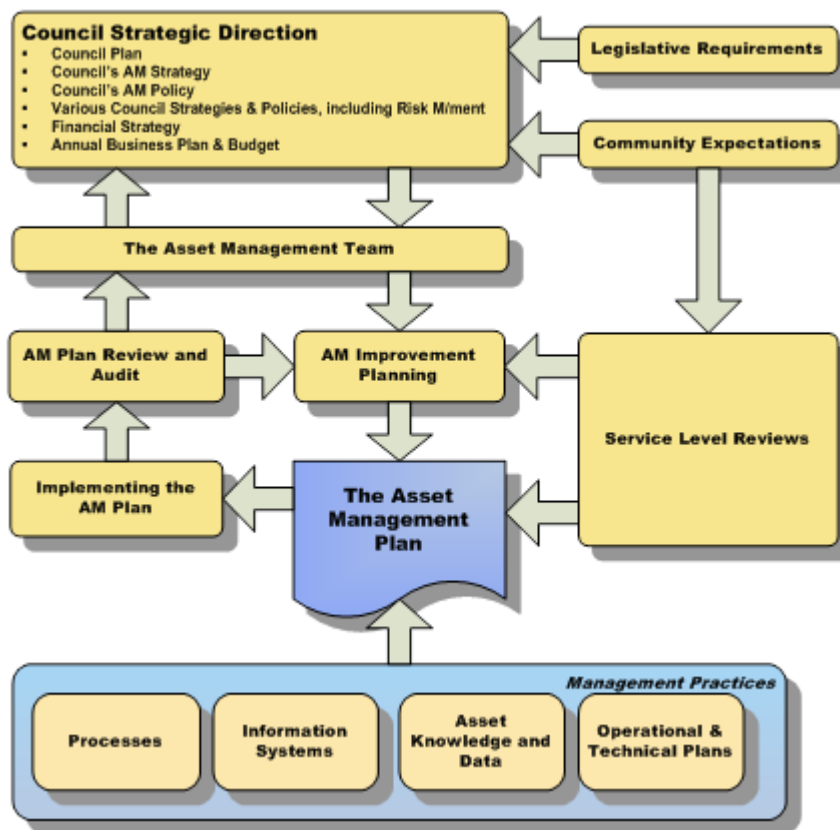 Council Strategic Direction
▪ Council Plan
▪ Council's AM Strategy
▪ Council's AM Policy
▪ Various Council Strategies & Policies, including Risk M/ment
▪ Financial Strategy
▪ Annual Business Plan & Budget
Legislative Requirements
Community Expectations
The Asset Management Team
AM Plan Review and
Audit
AM Improvement
Planning
Service Level Reviews
Implementing the
AM Plan
The Asset
Management
Plan
Management Practices
Processes
Information
Systems
Asset
Knowledge and
Data
Operational &
Technical Plans